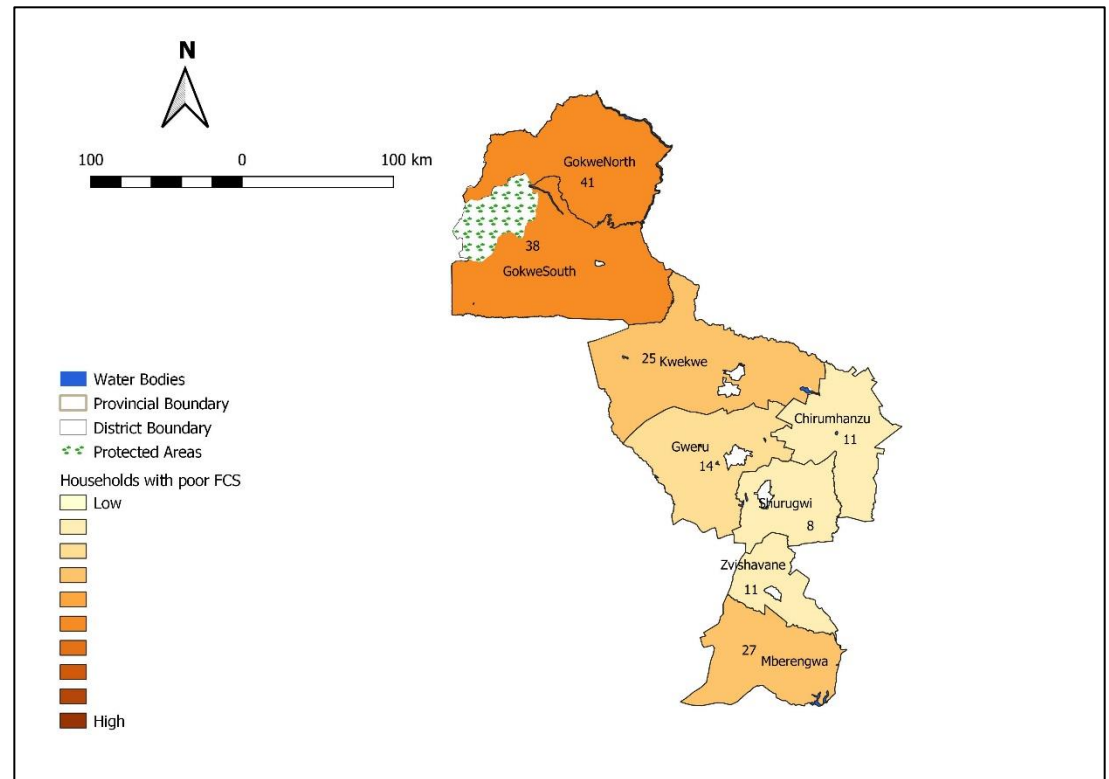 N
100 0 100 km
GokweNorth
41
38
GokweSouth
25 Kwekwe
Chirumhanzu
11
Gweru
14
Shurugwi
8
Zvishavane
11
27
Mberengwa
Water Bodies
Provincial Boundary
District Boundary
Protected Areas
Households with poor FCS
Low
High